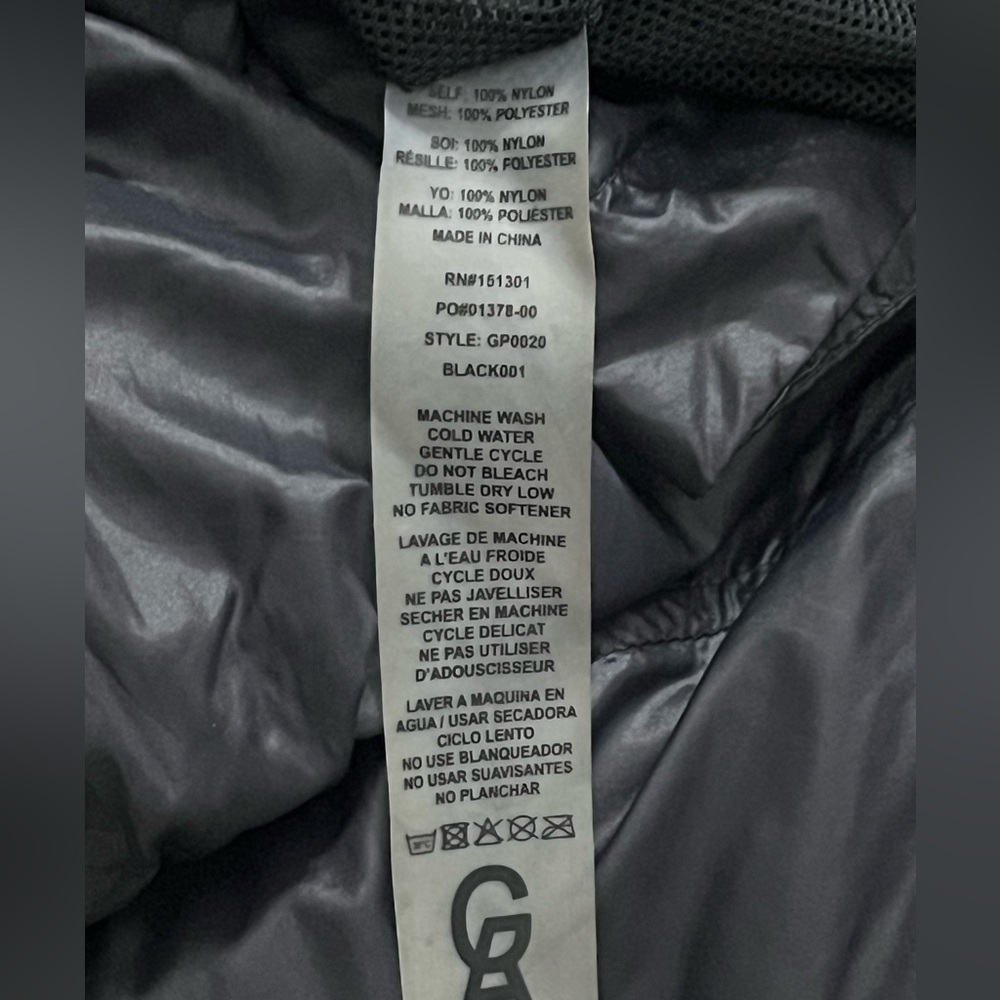 SELF: 100% NYLON
MESH: 100% POLYESTER
SOI: 100% NYLON
RÉSILLE: 100% POLYESTER
YO: 100% NYLON
MALLA: 100% POLIÉSTER
MADE IN CHINA
RN#151301
PO#01378-00
STYLE: GP0020
BLACK001
MACHINE WASH
COLD WATER
GENTLE CYCLE
DO NOT BLEACH
TUMBLE DRY LOW
NO FABRIC SOFTENER
LAVAGE DE MACHINE
A L'EAU FROIDE
CYCLE DOUX
NE PAS JAVELLISER
SECHER EN MACHINE
CYCLE DELICAT
NE PAS UTILISER
D'ADOUSCISSEUR
LAVER A MAQUINA EN
AGUA / USAR SECADORA
CICLO LENTO
NO USE BLANQUEADOR
NO USAR SUAVISANTES
NO PLANCHAR